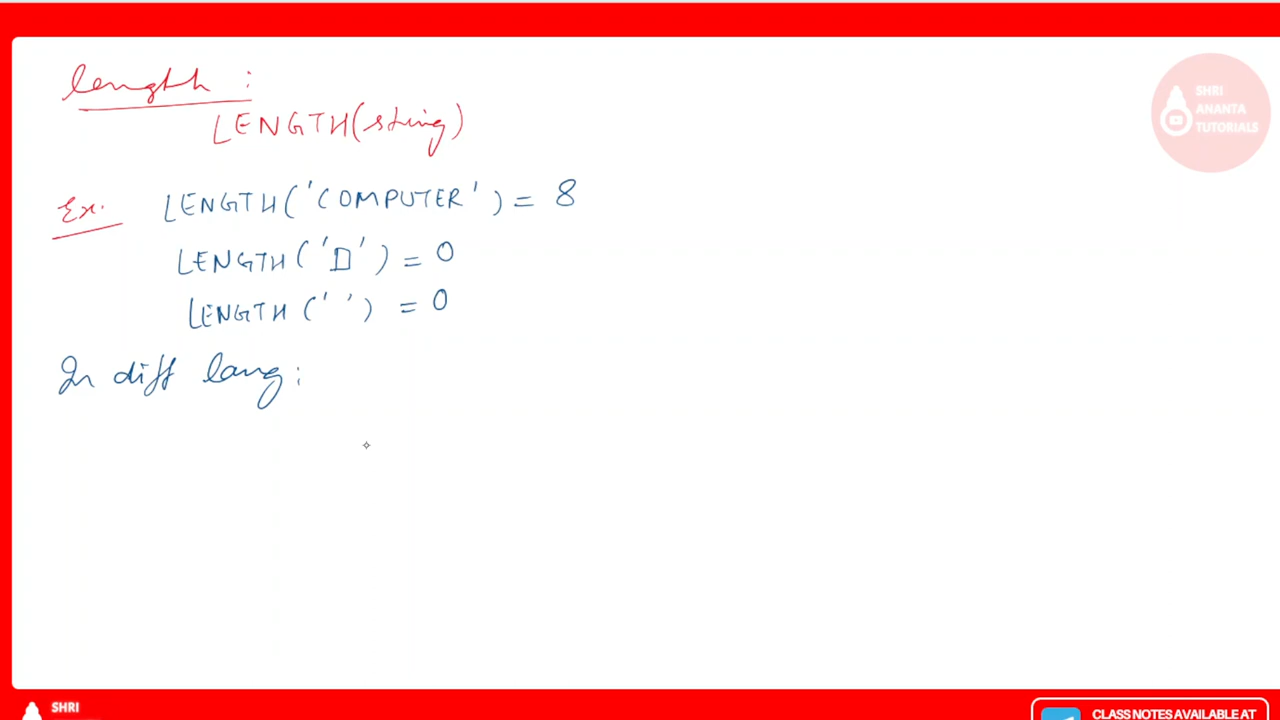 length :
LENGTH(string)
SHRI
ANANTA
TUTORIALS
Ex. LENGTH('COMPUTER') = 8
LENGTH('□') = 0
LENGTH('') = 0
In diff lang:
SHRI
CLASS NOTES AVAILABLE AT